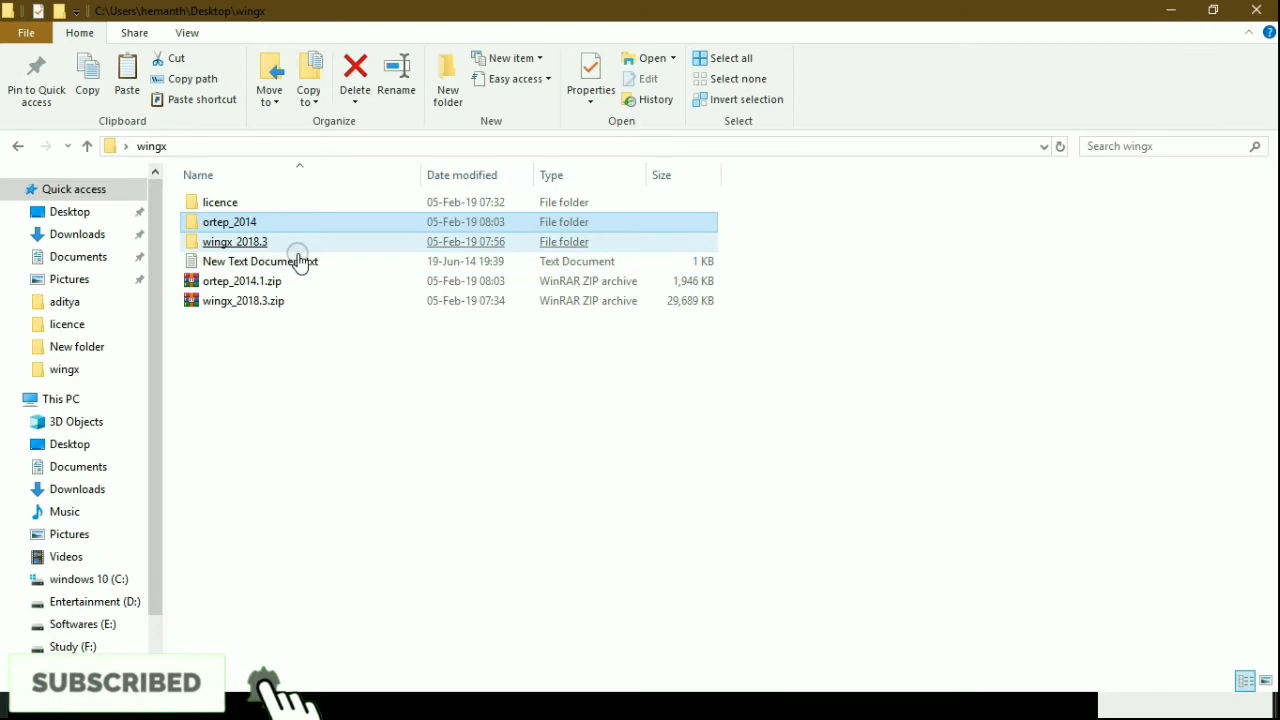 C:\Users\hemanth\Desktop\wingx
File
Home
Share
View
Pin to Quick access
Copy
Paste
Cut
Copy path
Paste shortcut
Clipboard
Move to
Copy to
Delete
Rename
Organize
New folder
New item
Easy access
New
Properties
Open
Edit
History
Open
Select all
Select none
Invert selection
Select
wingx
Search wingx
Name
Date modified
Type
Size
licence 05-Feb-19 07:32 File folder
ortep_2014 05-Feb-19 08:03 File folder
wingx_2018.3 05-Feb-19 07:56 File folder
New Text Document.txt 19-Jun-14 19:39 Text Document 1 KB
ortep_2014.1.zip 05-Feb-19 08:03 WinRAR ZIP archive 1,946 KB
wingx_2018.3.zip 05-Feb-19 07:34 WinRAR ZIP archive 29,689 KB
Quick access
Desktop
Downloads
Documents
Pictures
aditya
licence
New folder
wingx
This PC
3D Objects
Desktop
Documents
Downloads
Music
Pictures
Videos
windows 10 (C:)
Entertainment (D:)
Softwares (E:)
Study (F:)
SUBSCRIBED